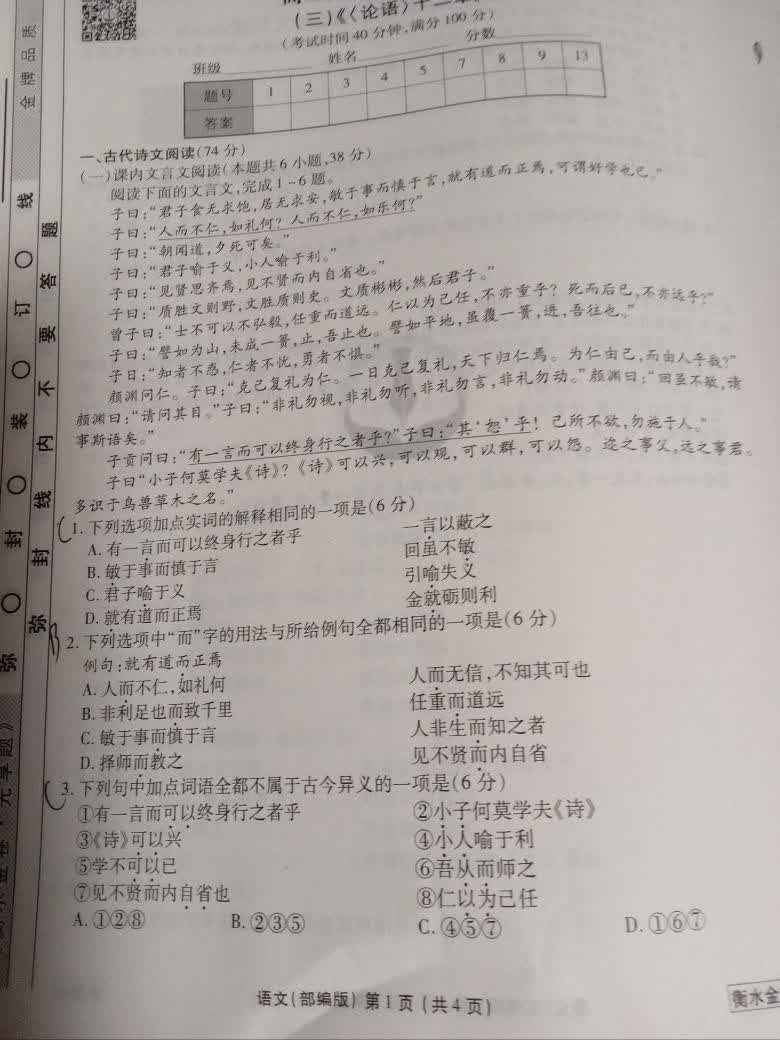 (三)《〈论语〉十二章》
(考试时间40分钟,满分100分)
班级 姓名 分数
题号 1 2 3 4 5 7 8 9 13
答案
一、古代诗文阅读(74分)
(一)课内文言文阅读(本题共6小题,38分)
阅读下面的文言文,完成1~6题。
子曰:“君子食无求饱,居无求安,敏于事而慎于言,就有道而正焉,可谓好学也已。”
子曰:“人而不仁,如礼何?人而不仁,如乐何?”
子曰:“朝闻道,夕死可矣。”
子曰:“君子喻于义,小人喻于利。”
子曰:“见贤思齐焉,见不贤而内自省也。”
子曰:“质胜文则野,文胜质则史。文质彬彬,然后君子。”
曾子曰:“士不可以不弘毅,任重而道远。仁以为己任,不亦重乎?死而后已,不亦远乎?”
子曰:“譬如为山,未成一篑,止,吾止也。譬如平地,虽覆一篑,进,吾往也。”
子曰:“知者不惑,仁者不忧,勇者不惧。”
颜渊问仁。子曰:“克己复礼为仁。一日克己复礼,天下归仁焉。为仁由己,而由人乎哉?”
颜渊曰:“请问其目。”子曰:“非礼勿视,非礼勿听,非礼勿言,非礼勿动。”颜渊曰:“回虽不敏,请
事斯语矣。”
子贡问曰:“有一言而可以终身行之者乎?”子曰:“其‘恕’乎!己所不欲,勿施于人。”
子曰“小子何莫学夫《诗》?《诗》可以兴,可以观,可以群,可以怨。迩之事父,远之事君。
多识于鸟兽草木之名。”
1.下列选项加点实词的解释相同的一项是(6分)
A.有一言而可以终身行之者乎 一言以蔽之
B.敏于事而慎于言 回虽不敏
C.君子喻于义 引喻失义
D.就有道而正焉 金就砺则利
2.下列选项中“而”字的用法与所给例句全都相同的一项是(6分)
例句:就有道而正焉
A.人而不仁,如礼何 人而无信,不知其可也
B.非利足也而致千里 任重而道远
C.敏于事而慎于言 人非生而知之者
D.择师而教之 见不贤而内自省
3.下列句中加点词语全都不属于古今异义的一项是(6分)
①有一言而可以终身行之者乎 ②小子何莫学夫《诗》
③《诗》可以兴 ④小人喻于利
⑤学不可以已 ⑥吾从而师之
⑦见不贤而内自省也 ⑧仁以为己任
A.①②⑧ B.②③⑤ C.④⑤⑦ D.①⑥⑦
语文(部编版) 第1页(共4页)
衡水金
金牌品质
弥 封 线 内 不 要 答 题
弥 封 装 订 线